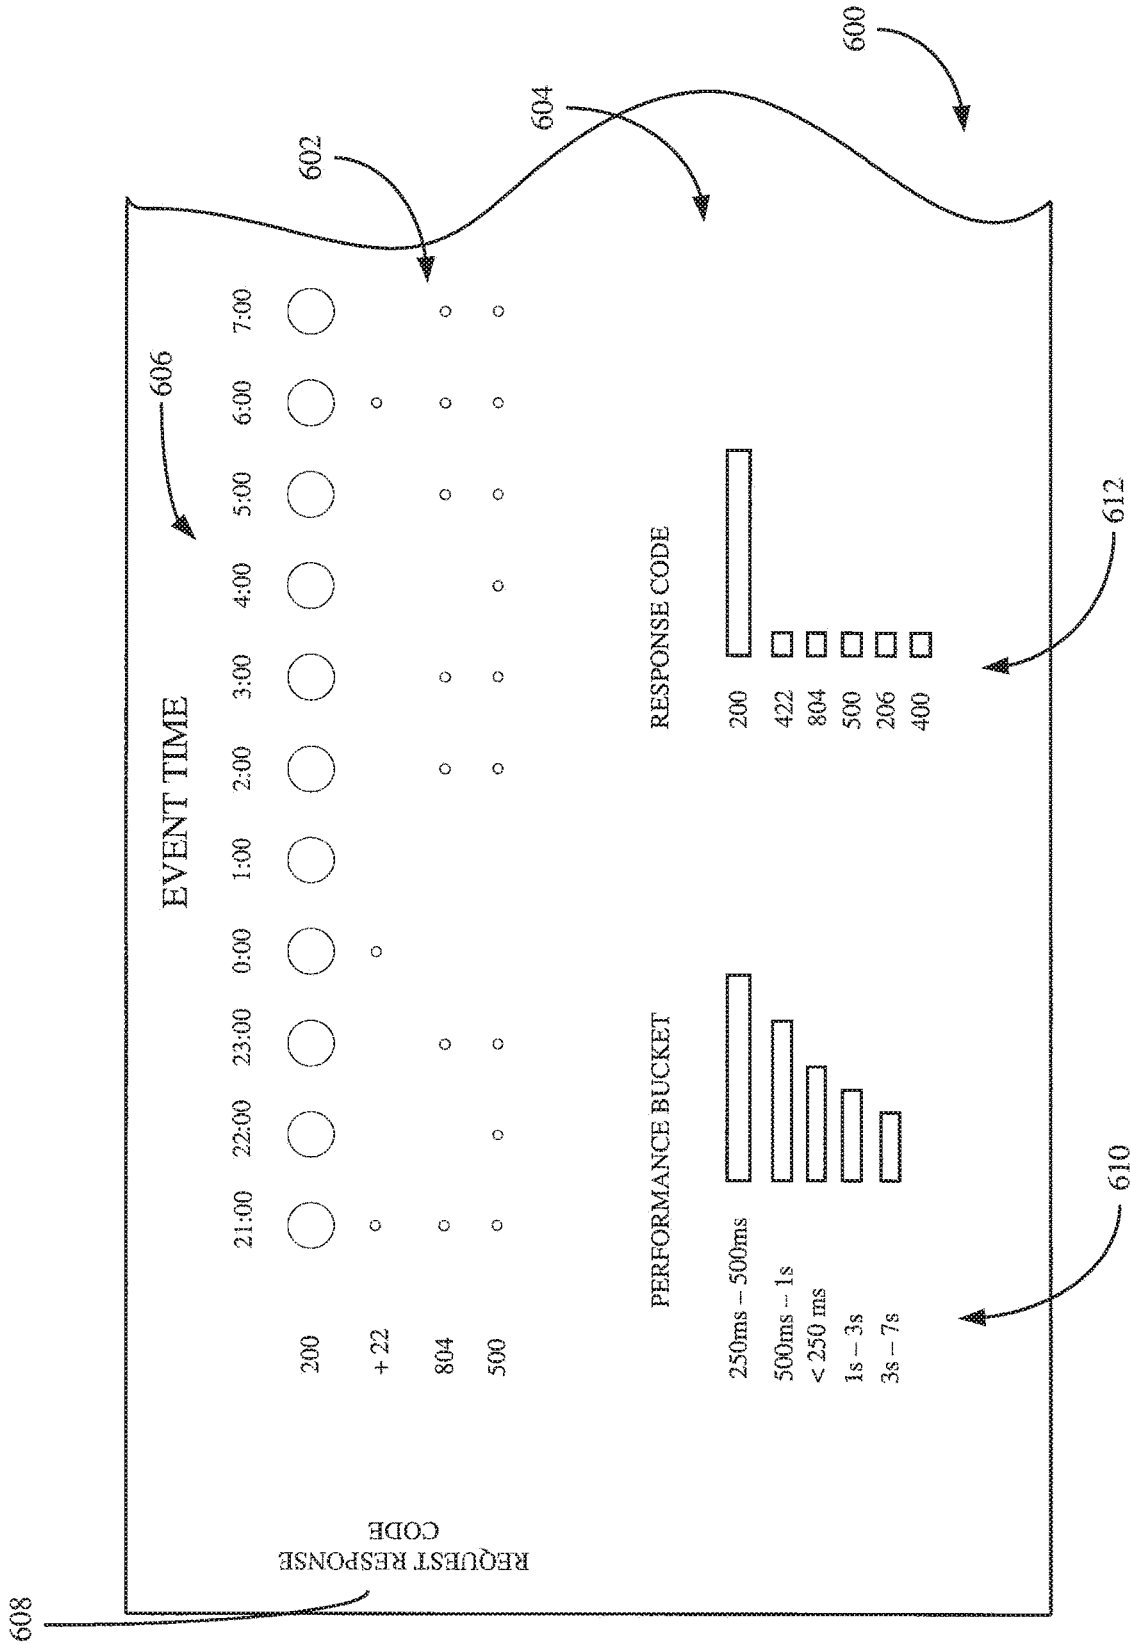 600
EVENT TIME
606
21:00 22:00 23:00 0:00 1:00 2:00 3:00 4:00 5:00 6:00 7:00
602
608
REQUEST RESPONSE
CODE
200
+ 22
804
500
604
PERFORMANCE BUCKET
250ms – 500ms
500ms – 1s
< 250 ms
1s – 3s
3s – 7s
610
RESPONSE CODE
200
422
804
500
206
400
612